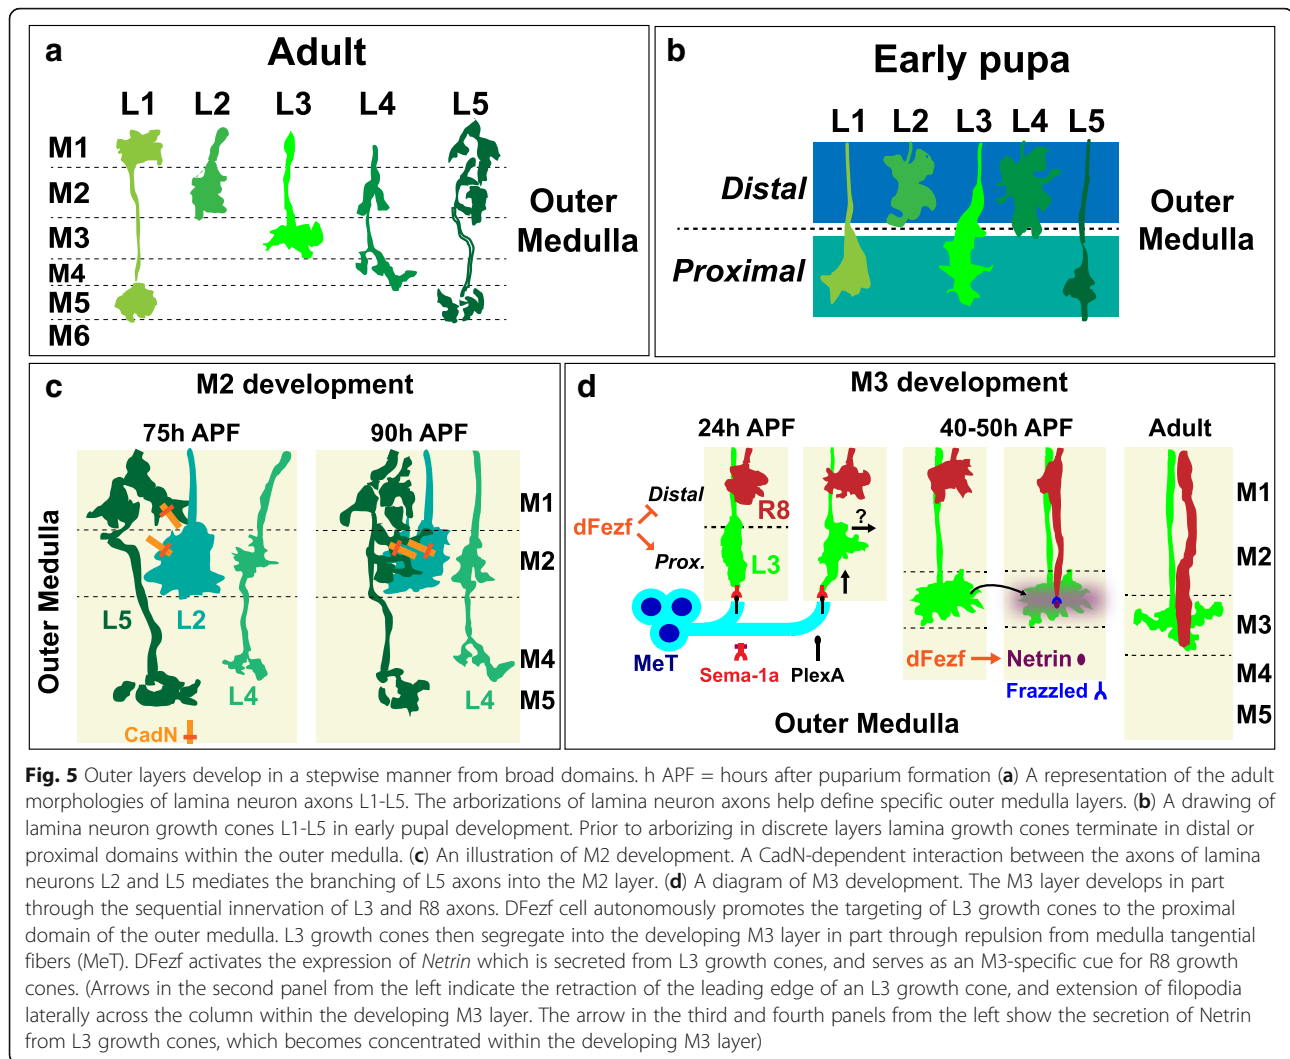 a
Adult
L1 L2 L3 L4 L5
M1
M2
M3
M4
M5
M6
Outer
Medulla
b
Early pupa
L1 L2 L3 L4 L5
Distal
Proximal
Outer
Medulla
c
M2 development
75h APF
90h APF
Outer Medulla
L5
L2
L4
CadN
L4
M1
M2
M4
M5
d
M3 development
24h APF
40-50h APF
Adult
Distal
dFezf
Prox.
R8
L3
?
MeT
Sema-1a
PlexA
dFezf
Netrin
Frazzled
Outer Medulla
M1
M2
M3
M4
M5
Fig. 5 Outer layers develop in a stepwise manner from broad domains. h APF = hours after puparium formation (a) A representation of the adult
morphologies of lamina neuron axons L1-L5. The arborizations of lamina neuron axons help define specific outer medulla layers. (b) A drawing of
lamina neuron growth cones L1-L5 in early pupal development. Prior to arborizing in discrete layers lamina growth cones terminate in distal or
proximal domains within the outer medulla. (c) An illustration of M2 development. A CadN-dependent interaction between the axons of lamina
neurons L2 and L5 mediates the branching of L5 axons into the M2 layer. (d) A diagram of M3 development. The M3 layer develops in part
through the sequential innervation of L3 and R8 axons. DFezf cell autonomously promotes the targeting of L3 growth cones to the proximal
domain of the outer medulla. L3 growth cones then segregate into the developing M3 layer in part through repulsion from medulla tangential
fibers (MeT). DFezf activates the expression of Netrin which is secreted from L3 growth cones, and serves as an M3-specific cue for R8 growth
cones. (Arrows in the second panel from the left indicate the retraction of the leading edge of an L3 growth cone, and extension of filopodia
laterally across the column within the developing M3 layer. The arrow in the third and fourth panels from the left show the secretion of Netrin
from L3 growth cones, which becomes concentrated within the developing M3 layer)